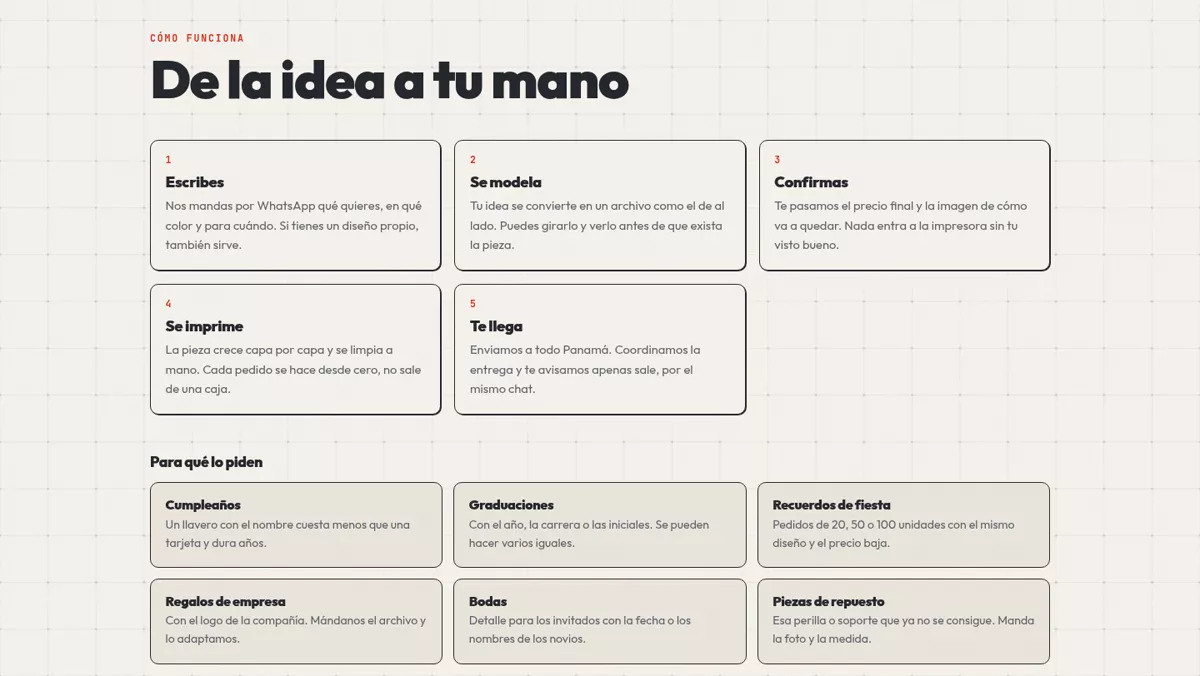 CÓMO FUNCIONA
De la idea a tu mano
1
Escribes
Nos mandas por WhatsApp qué quieres, en qué
color y para cuándo. Si tienes un diseño propio,
también sirve.
2
Se modela
Tu idea se convierte en un archivo como el de al
lado. Puedes girarlo y verlo antes de que exista
la pieza.
3
Confirmas
Te pasamos el precio final y la imagen de cómo
va a quedar. Nada entra a la impresora sin tu
visto bueno.
4
Se imprime
La pieza crece capa por capa y se limpia a
mano. Cada pedido se hace desde cero, no sale
de una caja.
5
Te llega
Enviamos a todo Panamá. Coordinamos la
entrega y te avisamos apenas sale, por el
mismo chat.
Para qué lo piden
Cumpleaños
Un llavero con el nombre cuesta menos que una
tarjeta y dura años.
Graduaciones
Con el año, la carrera o las iniciales. Se pueden
hacer varios iguales.
Recuerdos de fiesta
Pedidos de 20, 50 o 100 unidades con el mismo
diseño y el precio baja.
Regalos de empresa
Con el logo de la compañía. Mándanos el archivo y
lo adaptamos.
Bodas
Detalle para los invitados con la fecha o los
nombres de los novios.
Piezas de repuesto
Esa perilla o soporte que ya no se consigue. Manda
la foto y la medida.